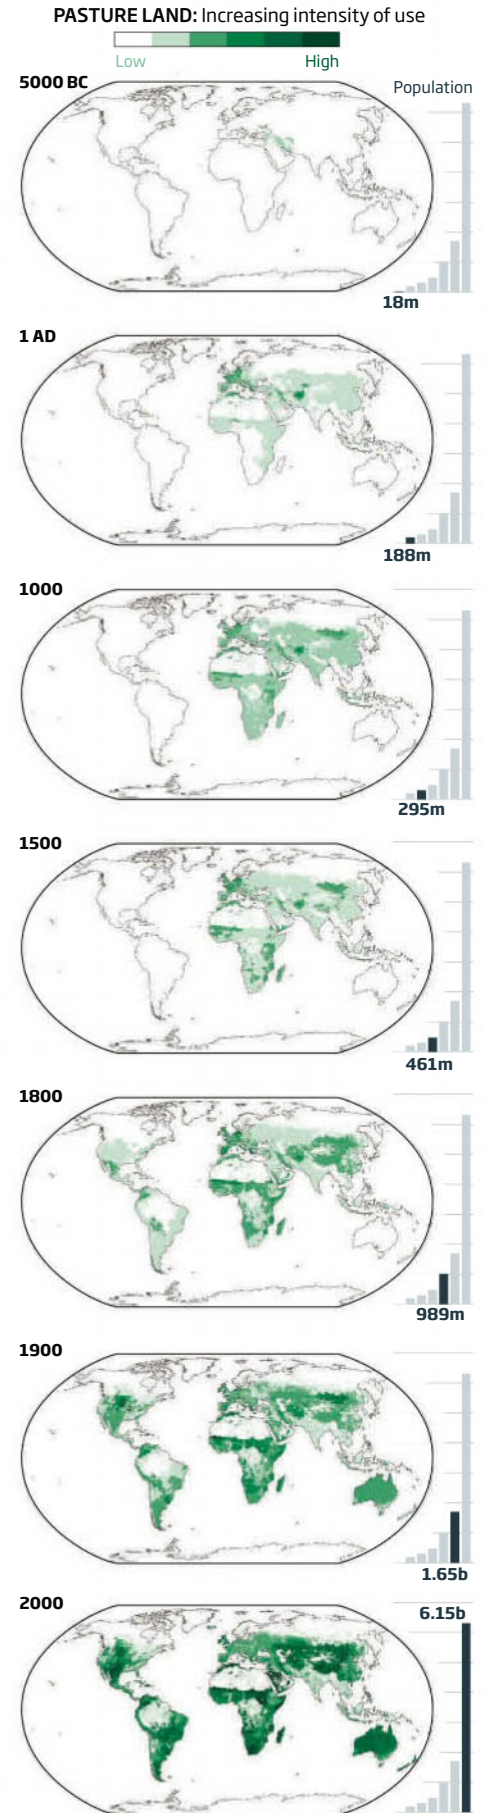 PASTURE LAND: Increasing intensity of use
Low High
5000 BC
Population
18m
1 AD
188m
1000
295m
1500
461m
1800
989m
1900
1.65b
2000
6.15b